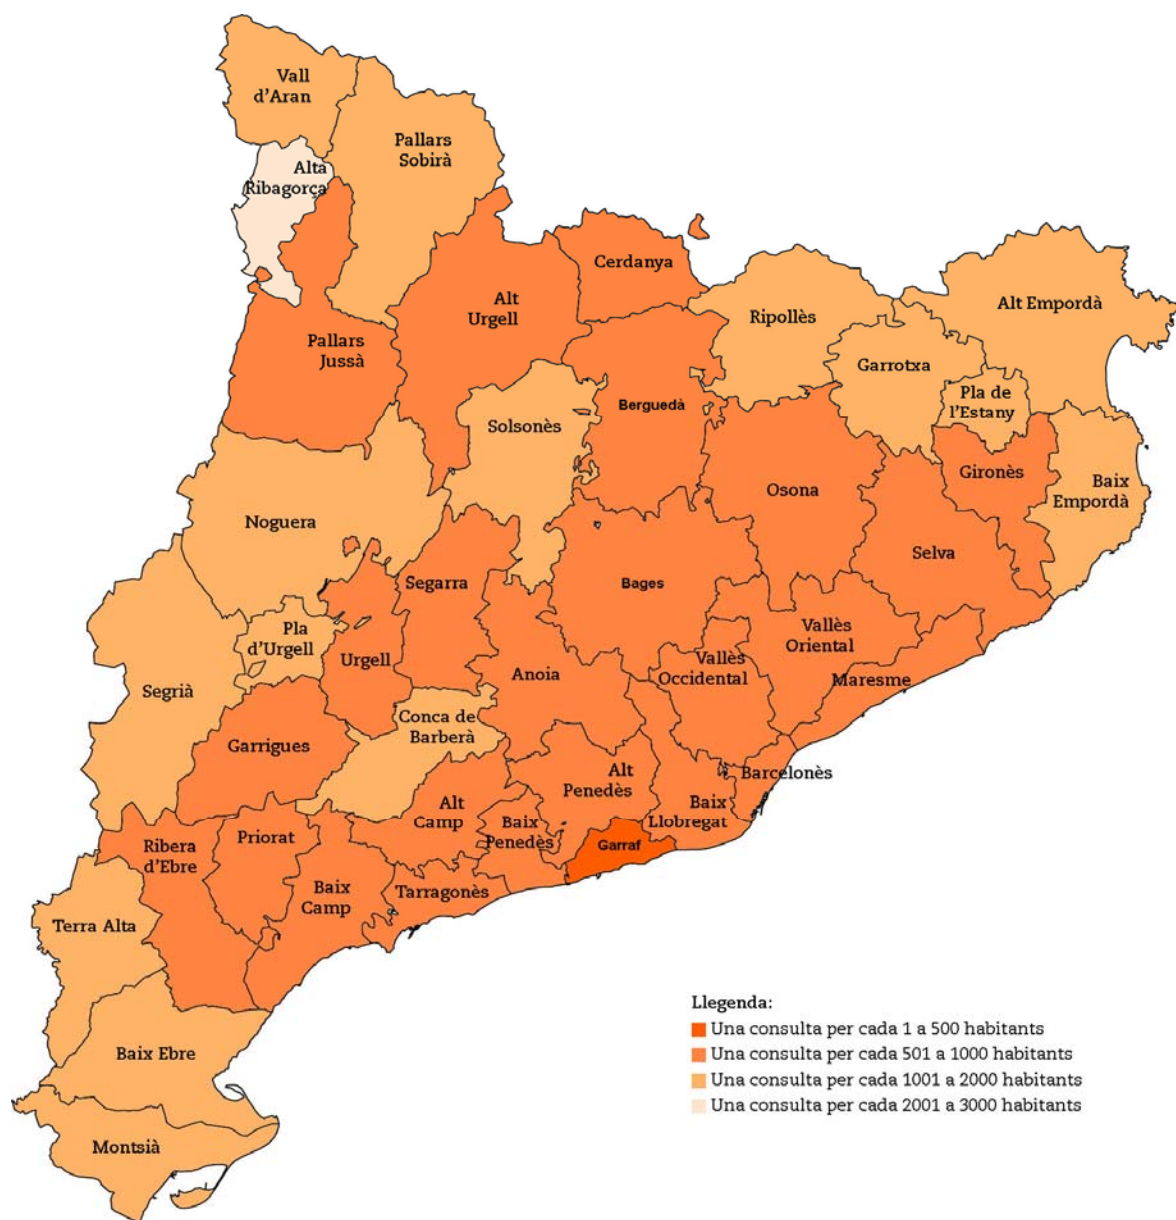 Vall
d'Aran
Pallars
Sobirà
Alta
Ribagorça
Cerdanya
Alt
Urgell
Ripollès
Alt Empordà
Pallars
Jussà
Garrotxa
Pla de
l'Estany
Berguedà
Solsonès
Gironès
Baix
Empordà
Osona
Noguera
Selva
Segarra
Bages
Pla
d'Urgell
Urgell
Vallès
Oriental
Vallès
Occidental
Anoia
Maresme
Segrià
Conca de
Barberà
Garrigues
Alt
Penedès
Barcelonès
Alt
Camp
Baix
Llobregat
Baix
Penedès
Priorat
Ribera
d'Ebre
Garraf
Baix
Camp
Tarragonès
Terra Alta
Baix Ebre
Montsià
Llegenda:
Una consulta per cada 1 a 500 habitants
Una consulta per cada 501 a 1000 habitants
Una consulta per cada 1001 a 2000 habitants
Una consulta per cada 2001 a 3000 habitants